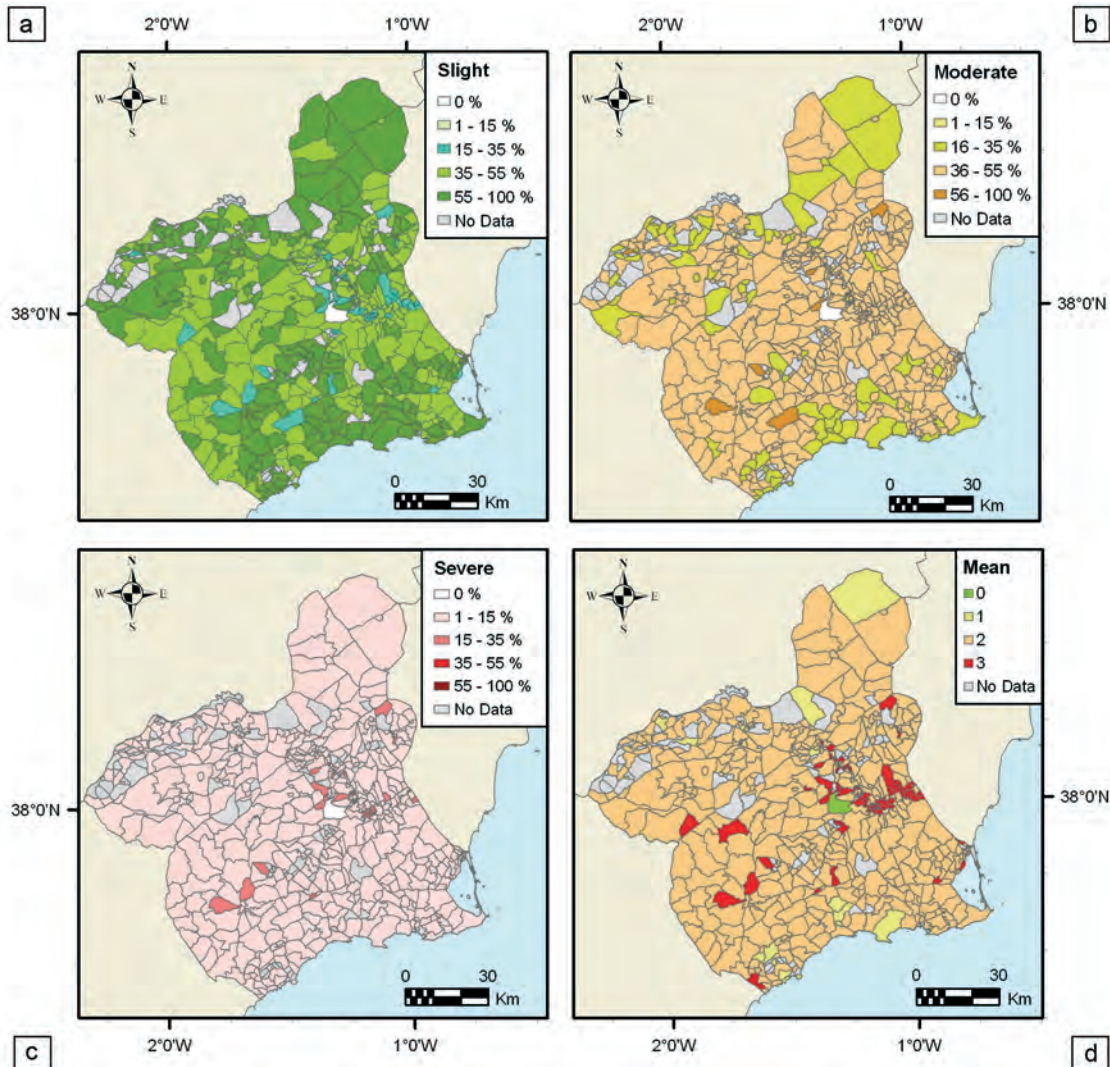 a
2°0'W
1°0'W
N
W
E
S
Slight
0 %
1 - 15 %
15 - 35 %
35 - 55 %
55 - 100 %
No Data
38°0'N
0
30
Km
b
2°0'W
1°0'W
N
W
E
S
Moderate
0 %
1 - 15 %
16 - 35 %
36 - 55 %
56 - 100 %
No Data
38°0'N
0
30
Km
c
N
W
E
S
Severe
0 %
1 - 15 %
15 - 35 %
35 - 55 %
55 - 100 %
No Data
38°0'N
0
30
Km
2°0'W
1°0'W
d
N
W
E
S
Mean
0
1
2
3
No Data
38°0'N
0
30
Km
2°0'W
1°0'W